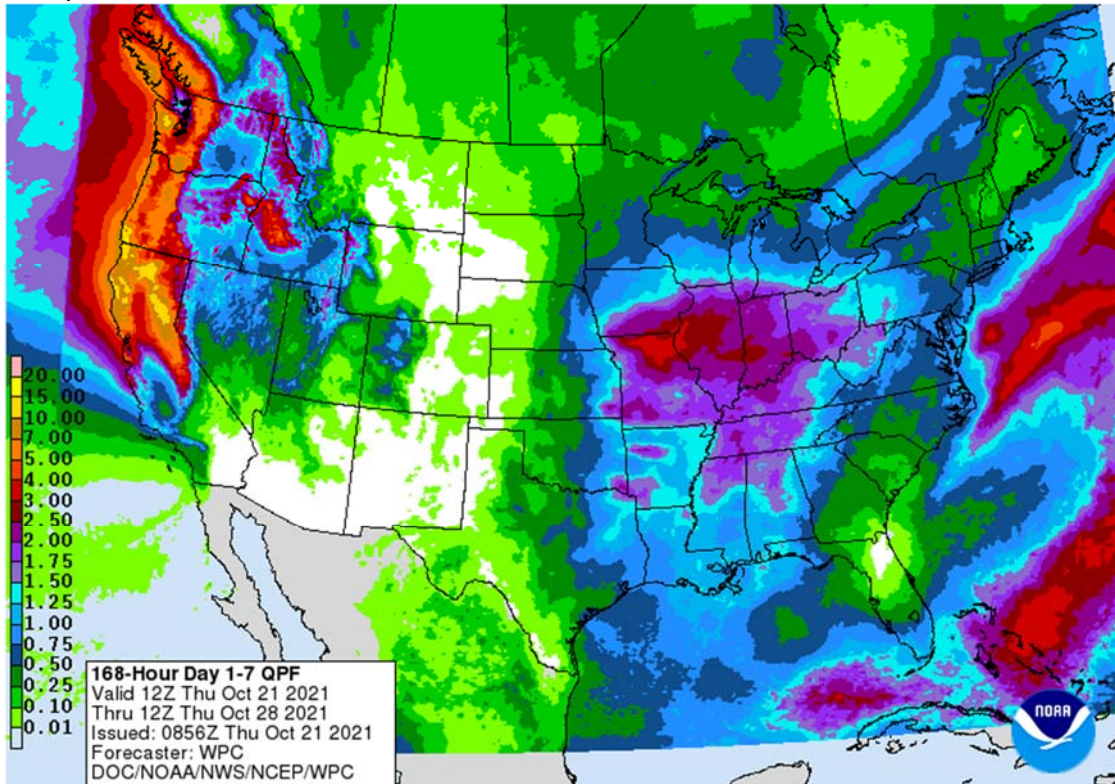 20.00
15.00
10.00
7.00
5.00
4.00
3.00
2.50
2.00
1.75
1.50
1.25
1.00
0.75
0.50
0.25
0.10
0.01
168-Hour Day 1-7 QPF
Valid 12Z Thu Oct 21 2021
Thru 12Z Thu Oct 28 2021
Issued: 0856Z Thu Oct 21 2021
Forecaster: WPC
DOC/NOAA/NWS/NCEP/WPC
NOAA